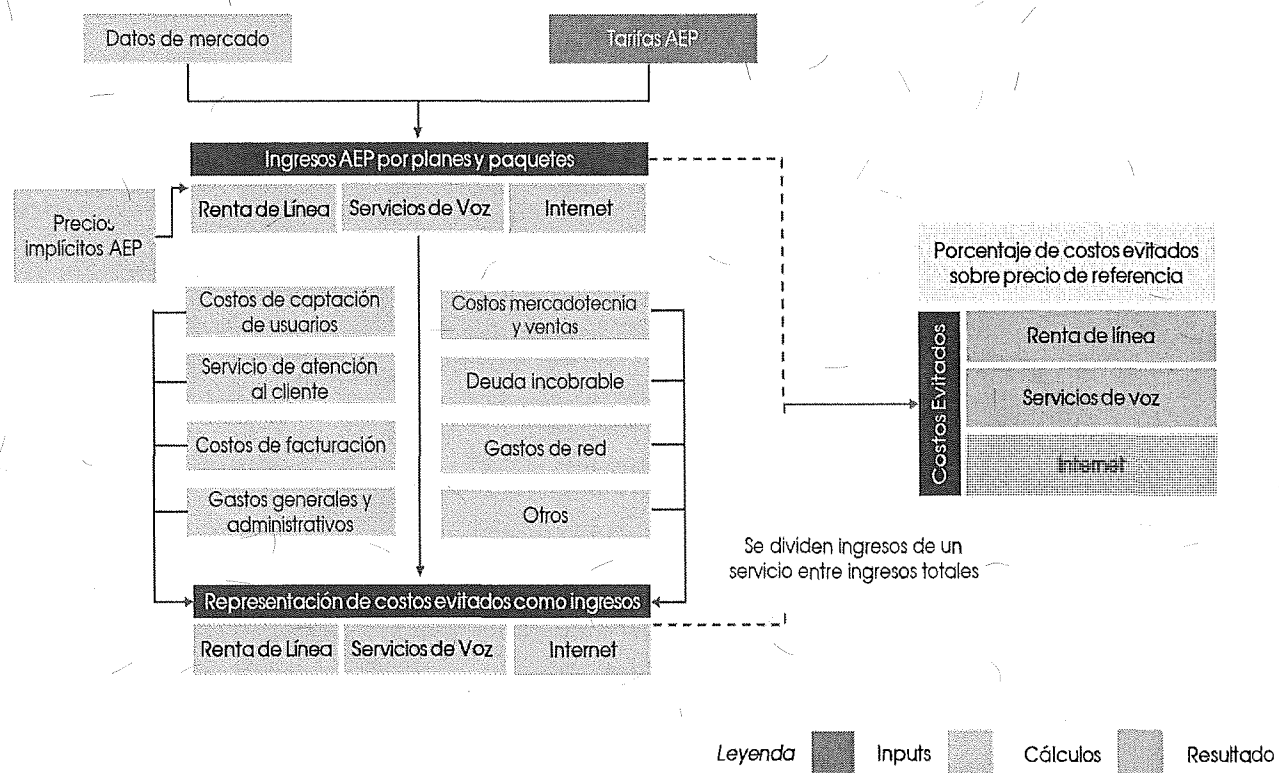 Datos de mercado
Tarifas AEP
Ingresos AEP por planes y paquetes
Renta de Línea
Servicios de Voz
Internet
Precios
implícitos AEP
Costos de captación
de usuarios
Servicio de atención
al cliente
Costos de facturación
Gastos generales y
administrativos
Costos mercadotecnia
y ventas
Deuda incobrable
Gastos de red
Otros
Representación de costos evitados como ingresos
Renta de Línea
Servicios de Voz
Internet
Se dividen ingresos de un
servicio entre ingresos totales
Porcentaje de costos evitados
sobre precio de referencia
Costos Evitados
Renta de línea
Servicios de voz
Internet
Leyenda
Inputs
Cálculos
Resultado